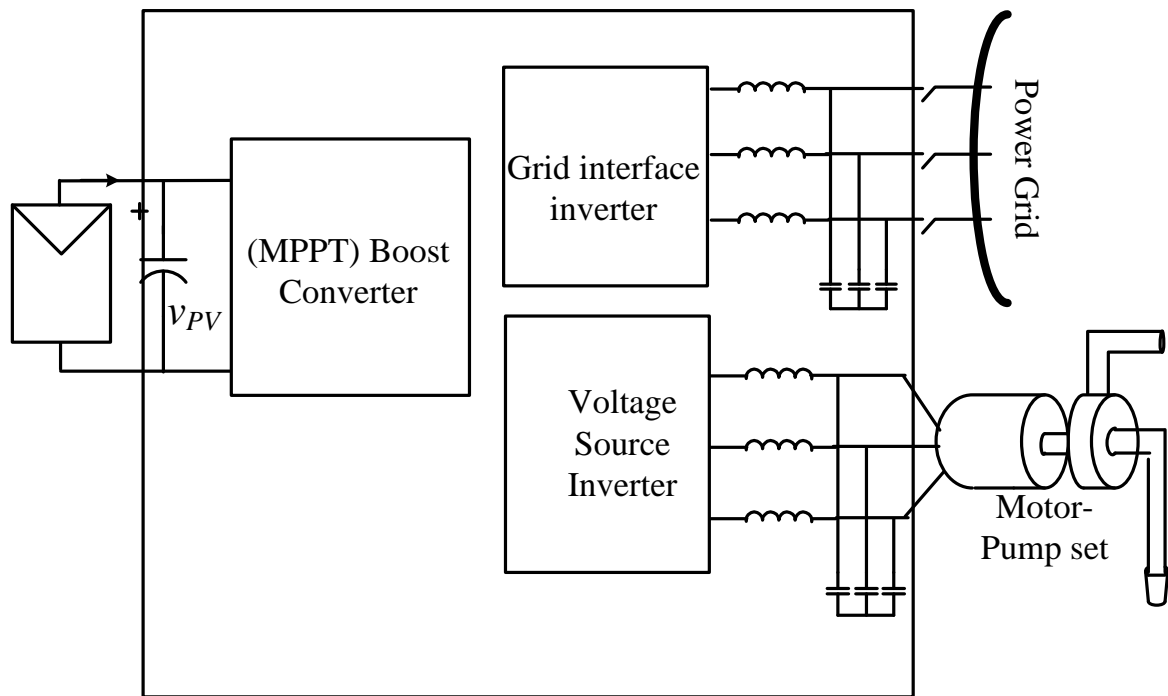 (MPPT) Boost
Converter
+
v_PV
Grid interface
inverter
Power Grid
Voltage
Source
Inverter
Motor-
Pump set